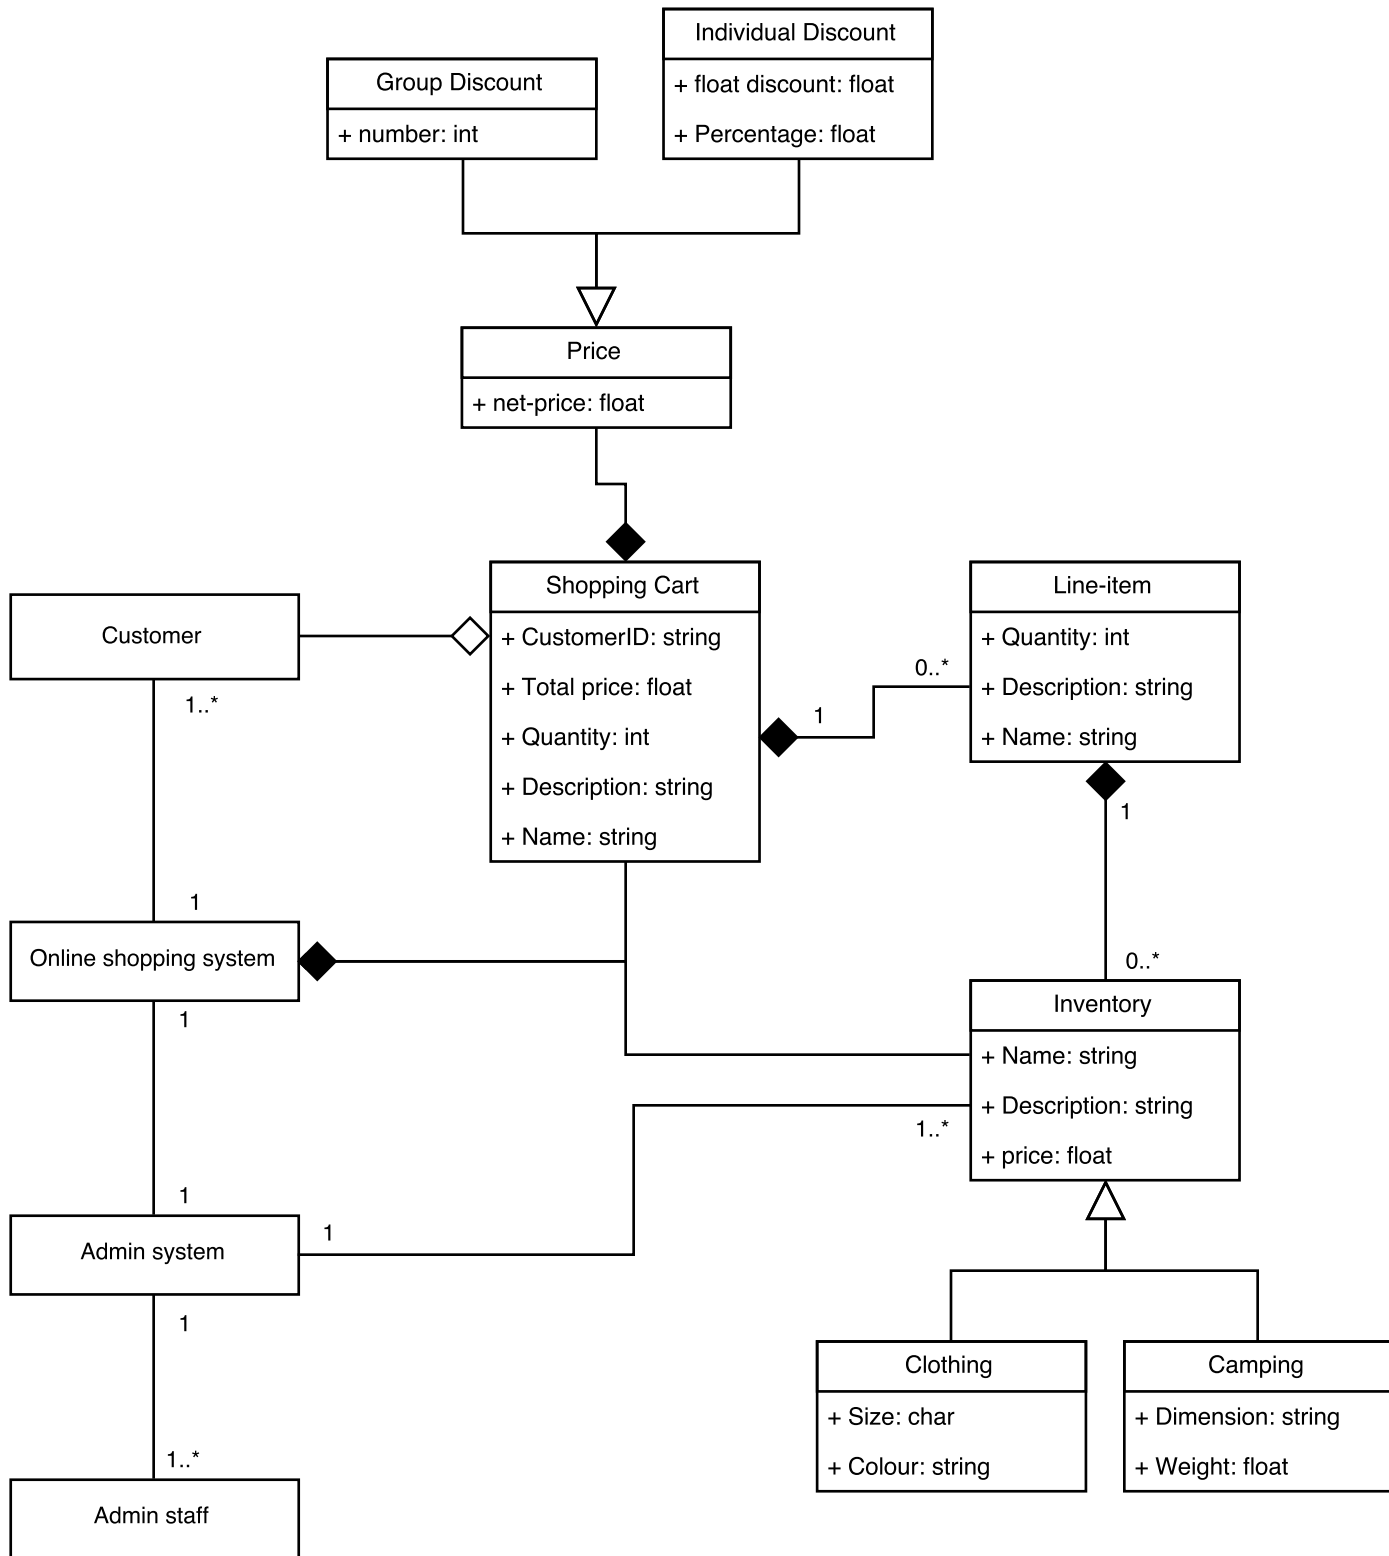 Individual Discount
+ float discount: float
+ Percentage: float
Group Discount
+ number: int
Price
+ net-price: float
Shopping Cart
+ CustomerID: string
+ Total price: float
+ Quantity: int
+ Description: string
+ Name: string
Line-item
+ Quantity: int
+ Description: string
+ Name: string
Customer
0..*
1
1..*
1
1
Online shopping system
0..*
1
Inventory
+ Name: string
+ Description: string
+ price: float
1..*
1
1
Admin system
1
1..*
Admin staff
Clothing
+ Size: char
+ Colour: string
Camping
+ Dimension: string
+ Weight: float